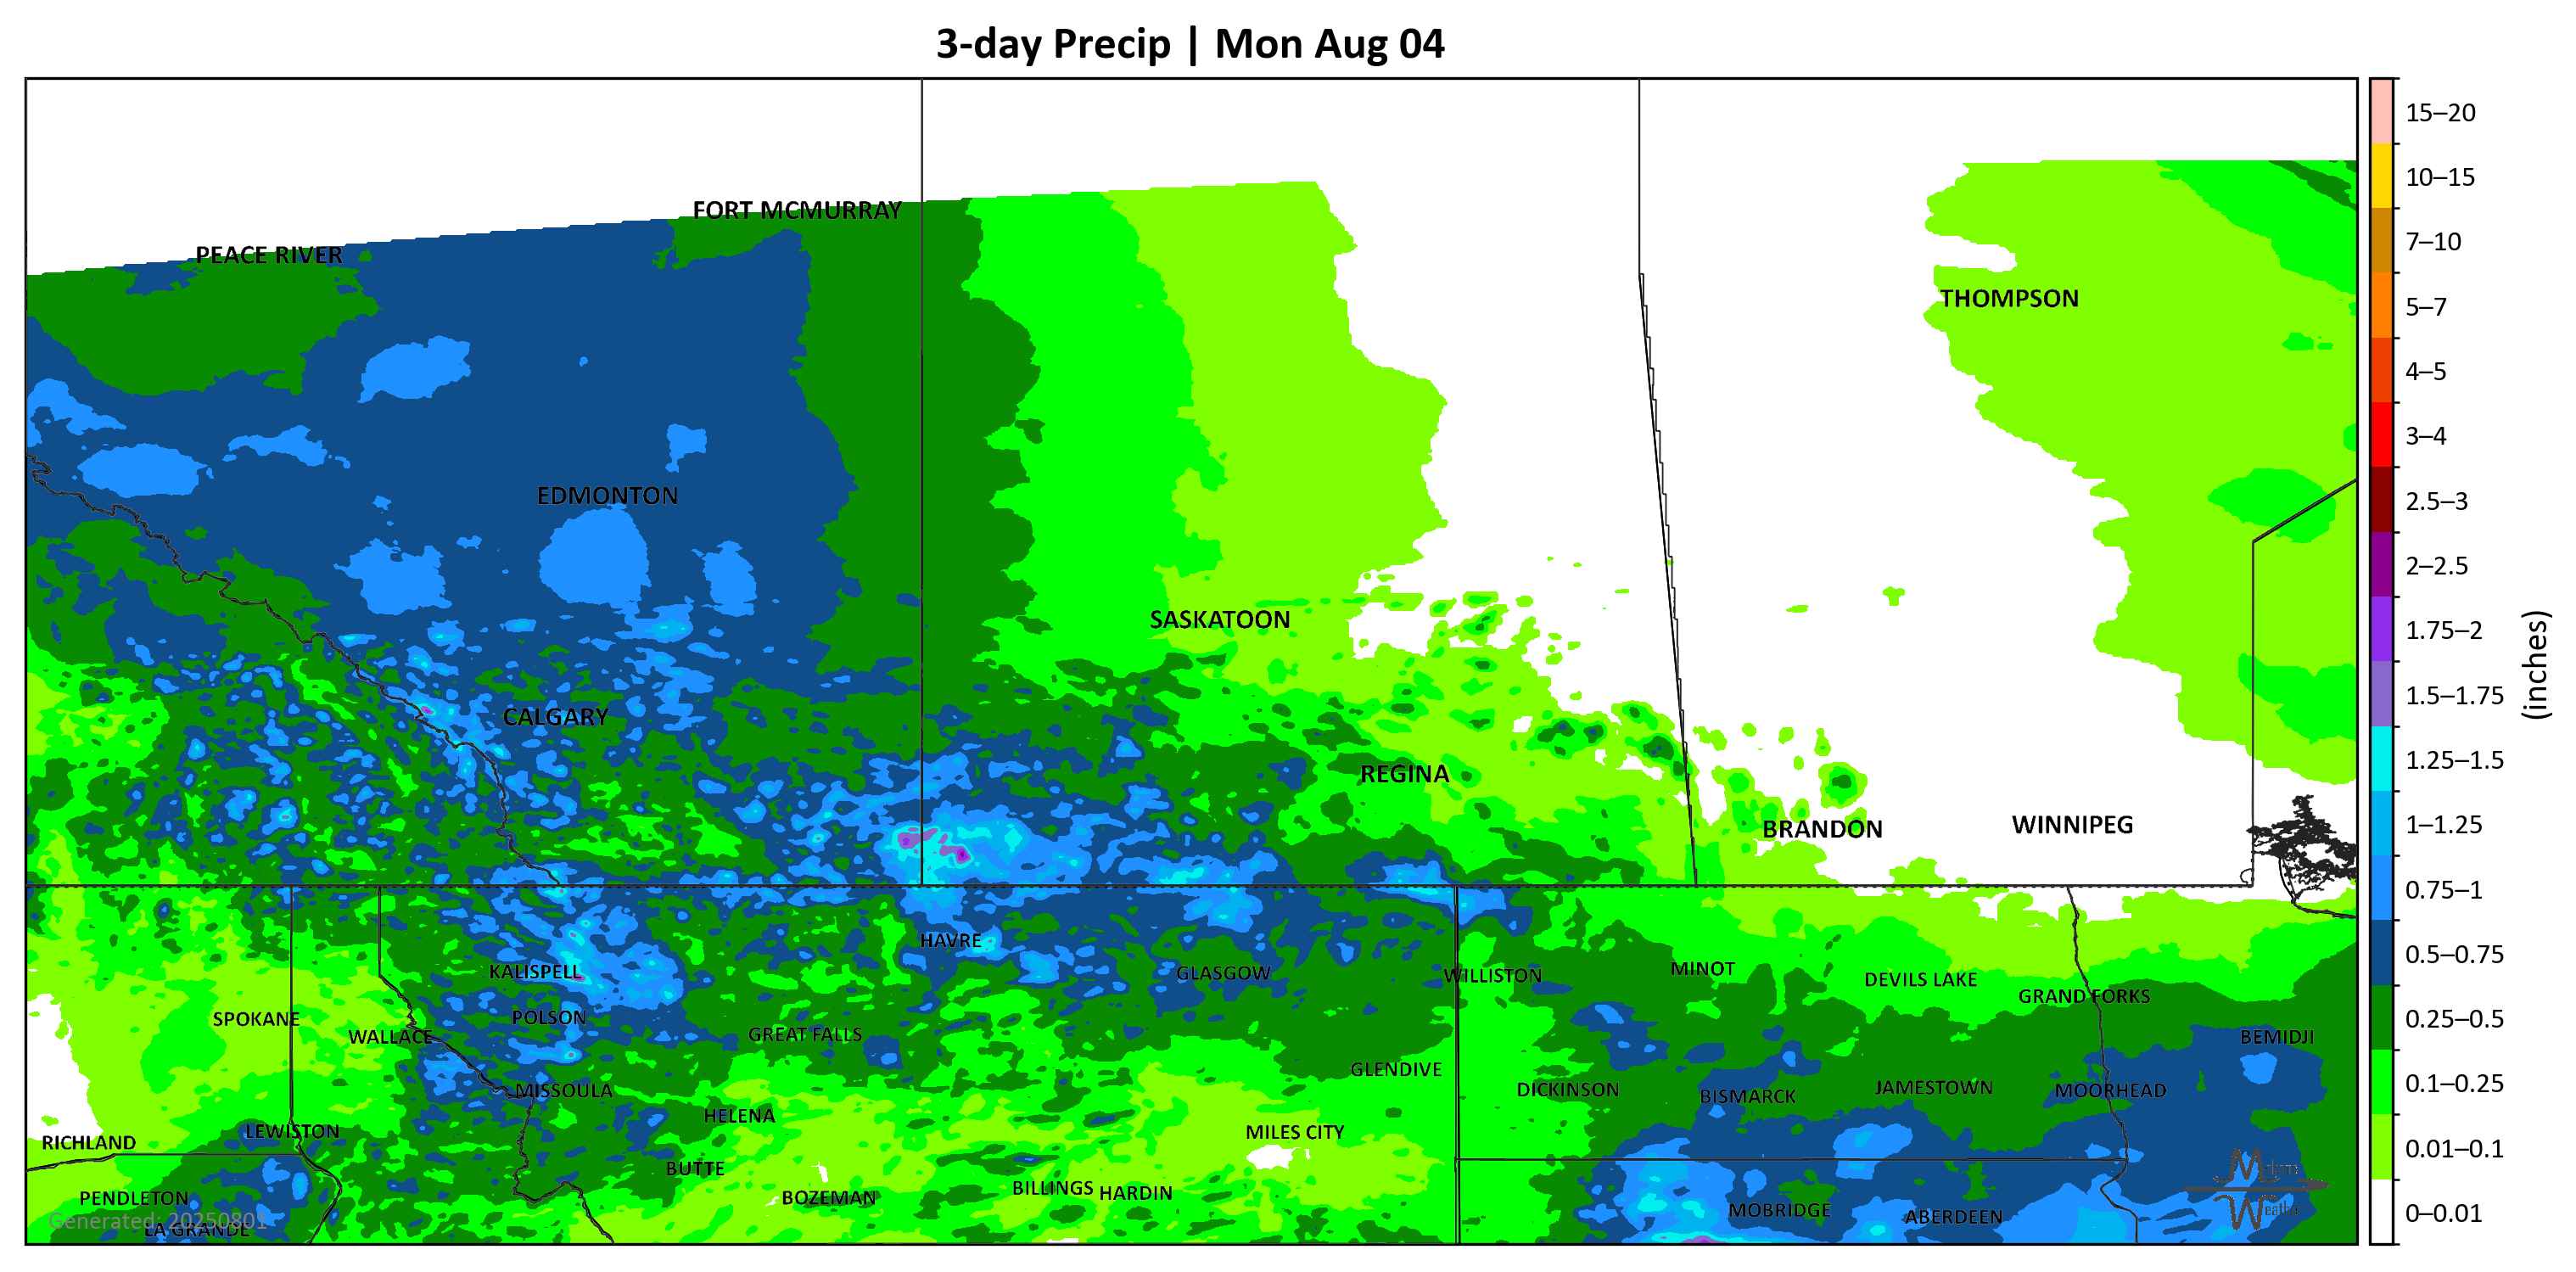 3-day Precip | Mon Aug 04
FORT MCMURRAY
PEACE RIVER
THOMPSON
EDMONTON
SASKATOON
CALGARY
REGINA
WINNIPEG
BRANDON
HAVRE
KALISPELL
GLASGOW
WILLISTON
MINOT
DEVILS LAKE
GRAND FORKS
SPOKANE
POLSON
WALLACE
GREAT FALLS
BEMIDJI
GLENDIVE
MISSOULA
DICKINSON
BISMARCK
JAMESTOWN
MOORHEAD
HELENA
LEWISTON
MILES CITY
RICHLAND
BUTTE
PENDLETON
BOZEMAN
BILLINGS
HARDIN
MOBRIDGE
ABERDEEN
Generated: 20250801
LA GRANDE
15–20
10–15
7–10
5–7
4–5
3–4
2.5–3
2–2.5
1.75–2
1.5–1.75
1.25–1.5
1–1.25
0.75–1
0.5–0.75
0.25–0.5
0.1–0.25
0.01–0.1
0–0.01
(inches)